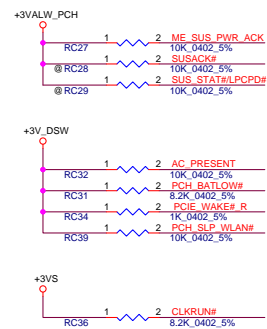 +3VALW_PCH
1 2 ME_SUS_PWR_ACK
RC27 10K_0402_5%
1 2 SUSACK#
@ RC28 10K_0402_5%
1 2 SUS_STAT#/LPCPD#
@ RC29 10K_0402_5%
+3V_DSW
1 2 AC_PRESENT
RC32 10K_0402_5%
1 2 PCH_BATLOW#
RC31 8.2K_0402_5%
1 2 PCIE_WAKE#_R
RC34 1K_0402_5%
1 2 PCH_SLP_WLAN#
RC39 10K_0402_5%
+3VS
1 2 CLKRUN#
RC36 8.2K_0402_5%